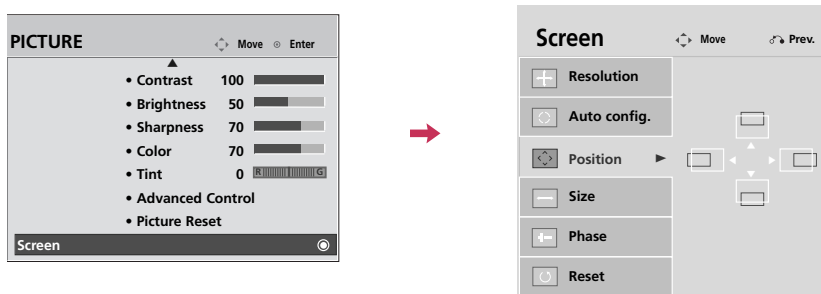 PICTURE
Move
Enter
• Contrast 100
• Brightness 50
• Sharpness 70
• Color 70
• Tint 0 R G
• Advanced Control
• Picture Reset
Screen
Screen
Move
Prev.
Resolution
Auto config.
Position
Size
Phase
Reset